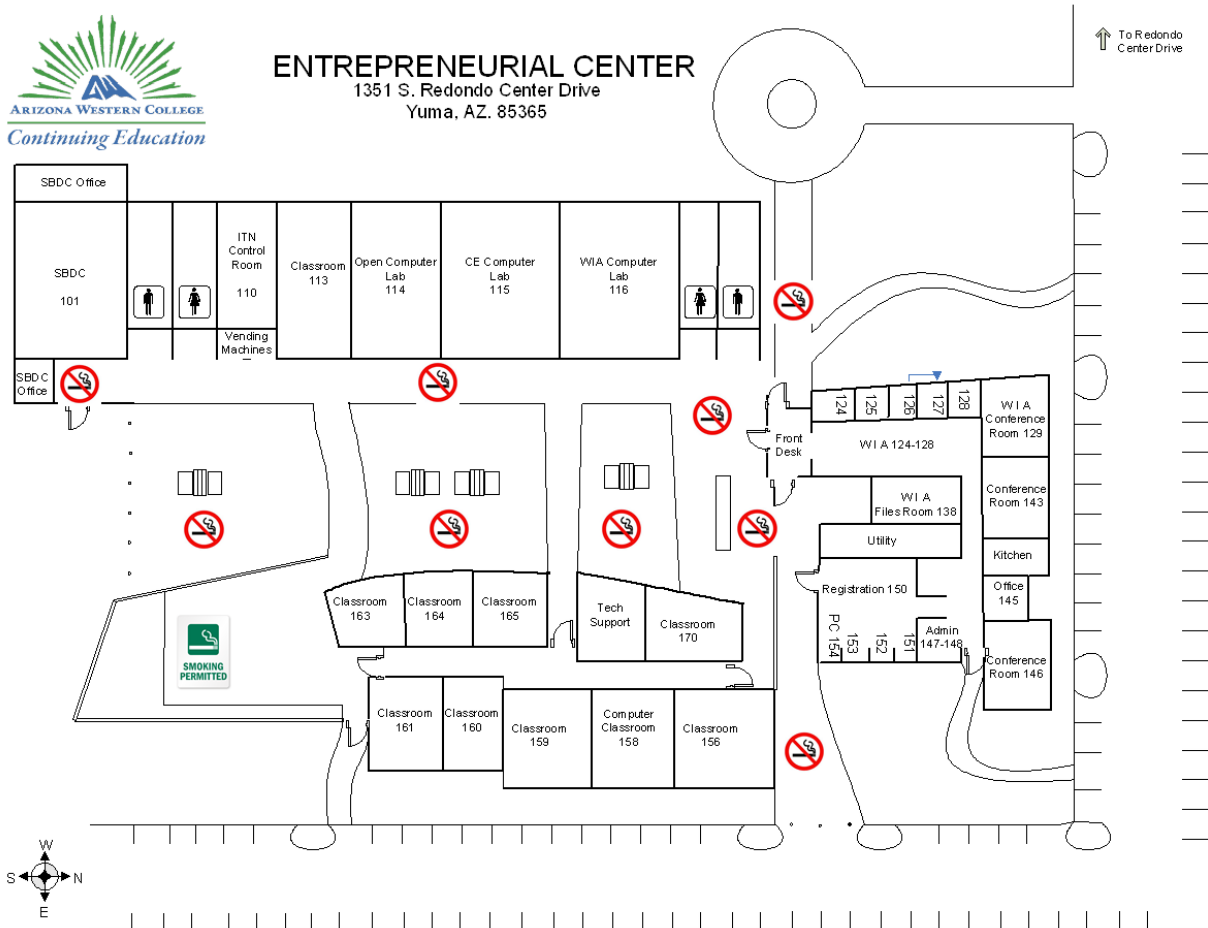 ARIZONA WESTERN COLLEGE
Continuing Education
ENTREPRENEURIAL CENTER
1351 S. Redondo Center Drive
Yuma, AZ. 85365
To Redondo
Center Drive
SBDC Office
SBDC
101
ITN
Control
Room
110
Vending
Machines
Classroom
113
Open Computer
Lab
114
CE Computer
Lab
115
WIA Computer
Lab
116
SBDC
Office
Front
Desk
124
125
126
127
128
W I A
Conference
Room 129
W I A 124-128
Conference
Room 143
W I A
Files Room 138
Utility
Kitchen
Office
145
Registration 150
PC 154
153
152
151
Admin
147-148
Conference
Room 146
Classroom
163
Classroom
164
Classroom
165
Tech
Support
Classroom
170
SMOKING
PERMITTED
Classroom
161
Classroom
160
Classroom
159
Computer
Classroom
158
Classroom
156
W
S
N
E